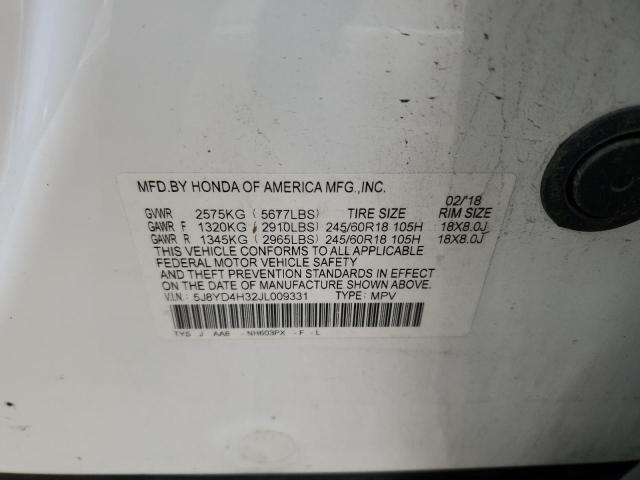 MFD.BY HONDA OF AMERICA MFG.,INC.
02/'18
GVWR 2575KG (5677LBS) TIRE SIZE RIM SIZE
GAWR F 1320KG (2910LBS) 245/60R18 105H 18X8.0J
GAWR R 1345KG (2965LBS) 245/60R18 105H 18X8.0J
THIS VEHICLE CONFORMS TO ALL APPLICABLE
FEDERAL MOTOR VEHICLE SAFETY
AND THEFT PREVENTION STANDARDS IN EFFECT
ON THE DATE OF MANUFACTURE SHOWN ABOVE.
V.I.N.: 5J8YD4H32JL009331 TYPE: MPV
TYS J AA6 - NH603PX - F - L